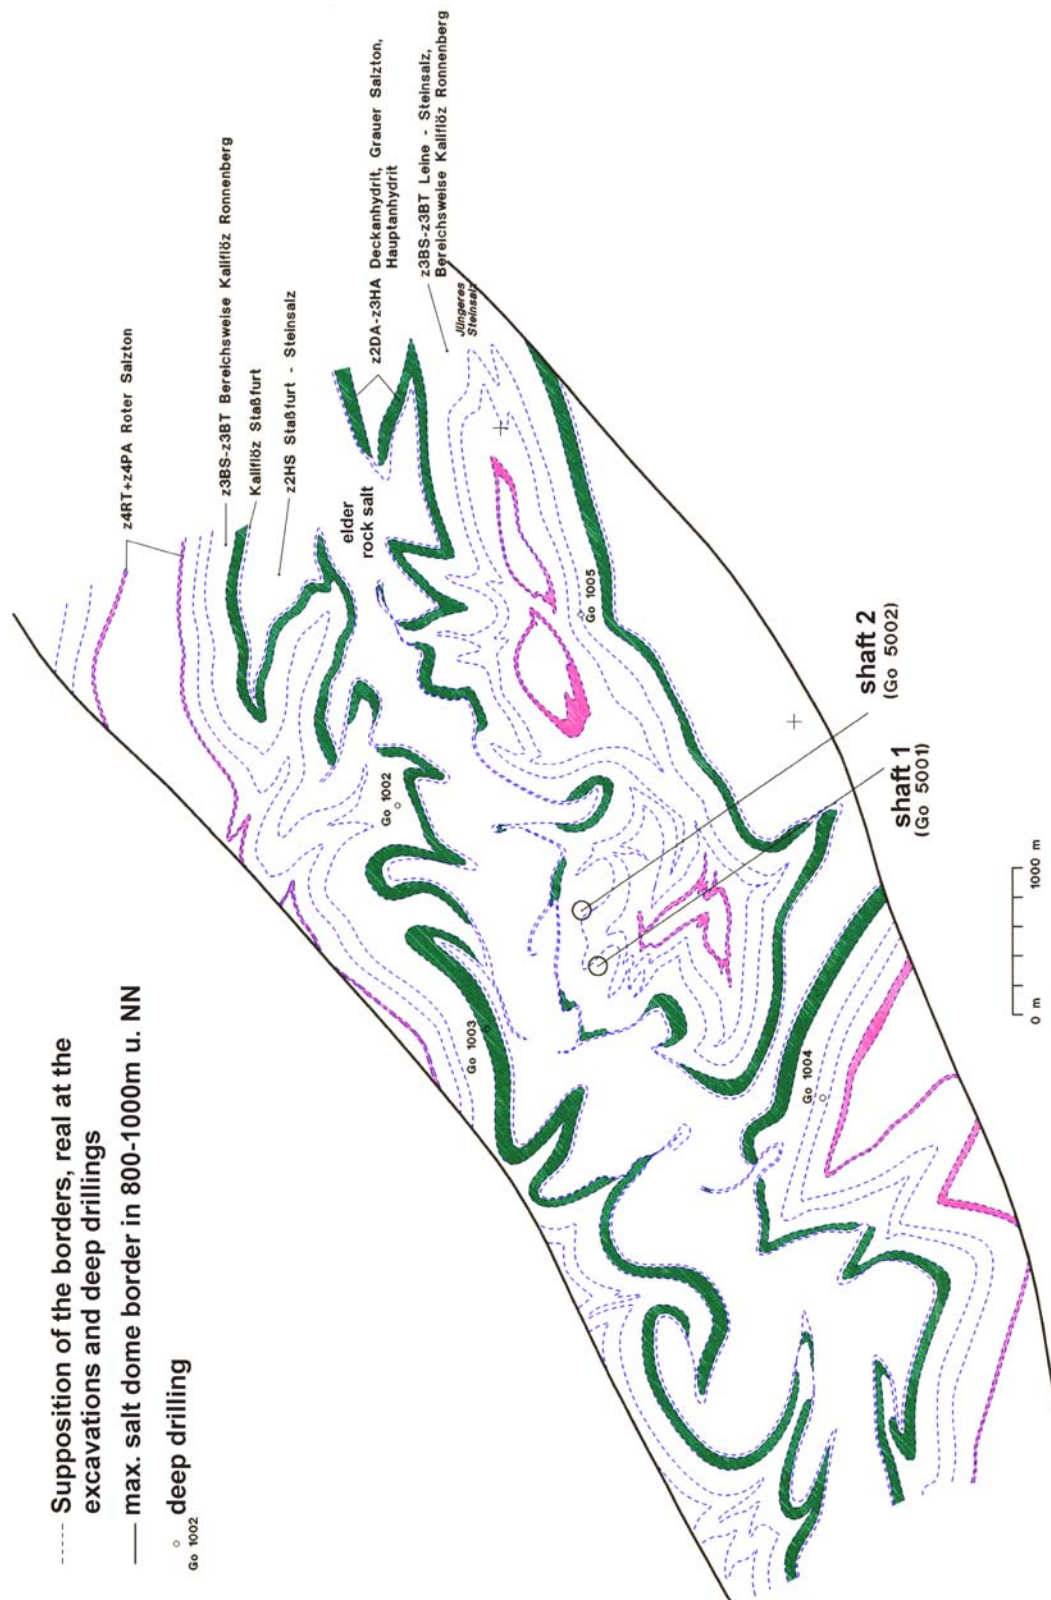 z4RT+z4PA Roter Salzton
z3BS-z3BT Bereichsweise Kaliflöz Ronnenberg
Kaliflöz Staßfurt
z2HS Staßfurt - Steinsalz
z2DA-z3HA Deckanhydrit, Grauer Salzton,
Hauptanhydrit
z3BS-z3BT Leine - Steinsalz,
Bereichsweise Kaliflöz Ronnenberg
Jüngeres
Steinsalz
elder
rock salt
Go 1005
Go 1002
Go 1003
Go 1004
shaft 2
(Go 5002)
shaft 1
(Go 5001)
0 m
1000 m
Supposition of the borders, real at the
excavations and deep drillings
max. salt dome border in 800-1000m u. NN
deep drilling
Go 1002